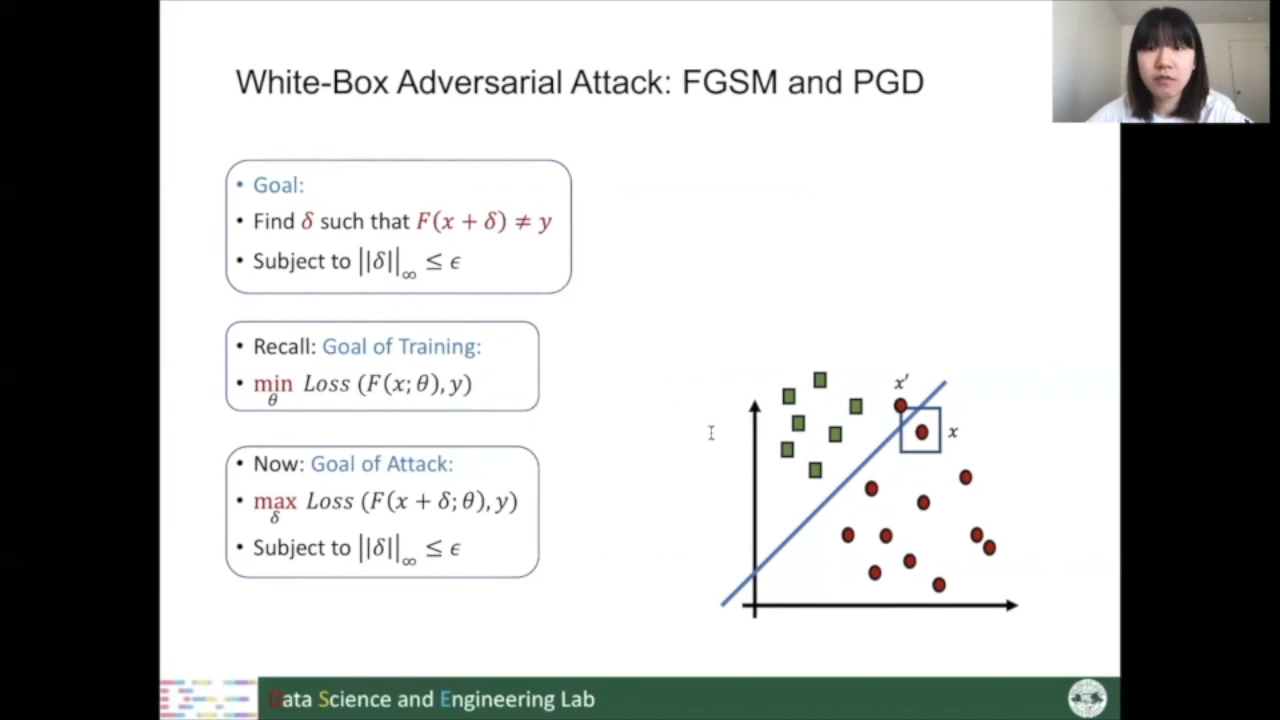 White-Box Adversarial Attack: FGSM and PGD
• Goal:
• Find δ such that F(x + δ) ≠ y
• Subject to ||δ||∞ ≤ ϵ
• Recall: Goal of Training:
• min Loss (F(x; θ), y)
θ
• Now: Goal of Attack:
• max Loss (F(x + δ; θ), y)
δ
• Subject to ||δ||∞ ≤ ϵ
x′
x
Data Science and Engineering Lab